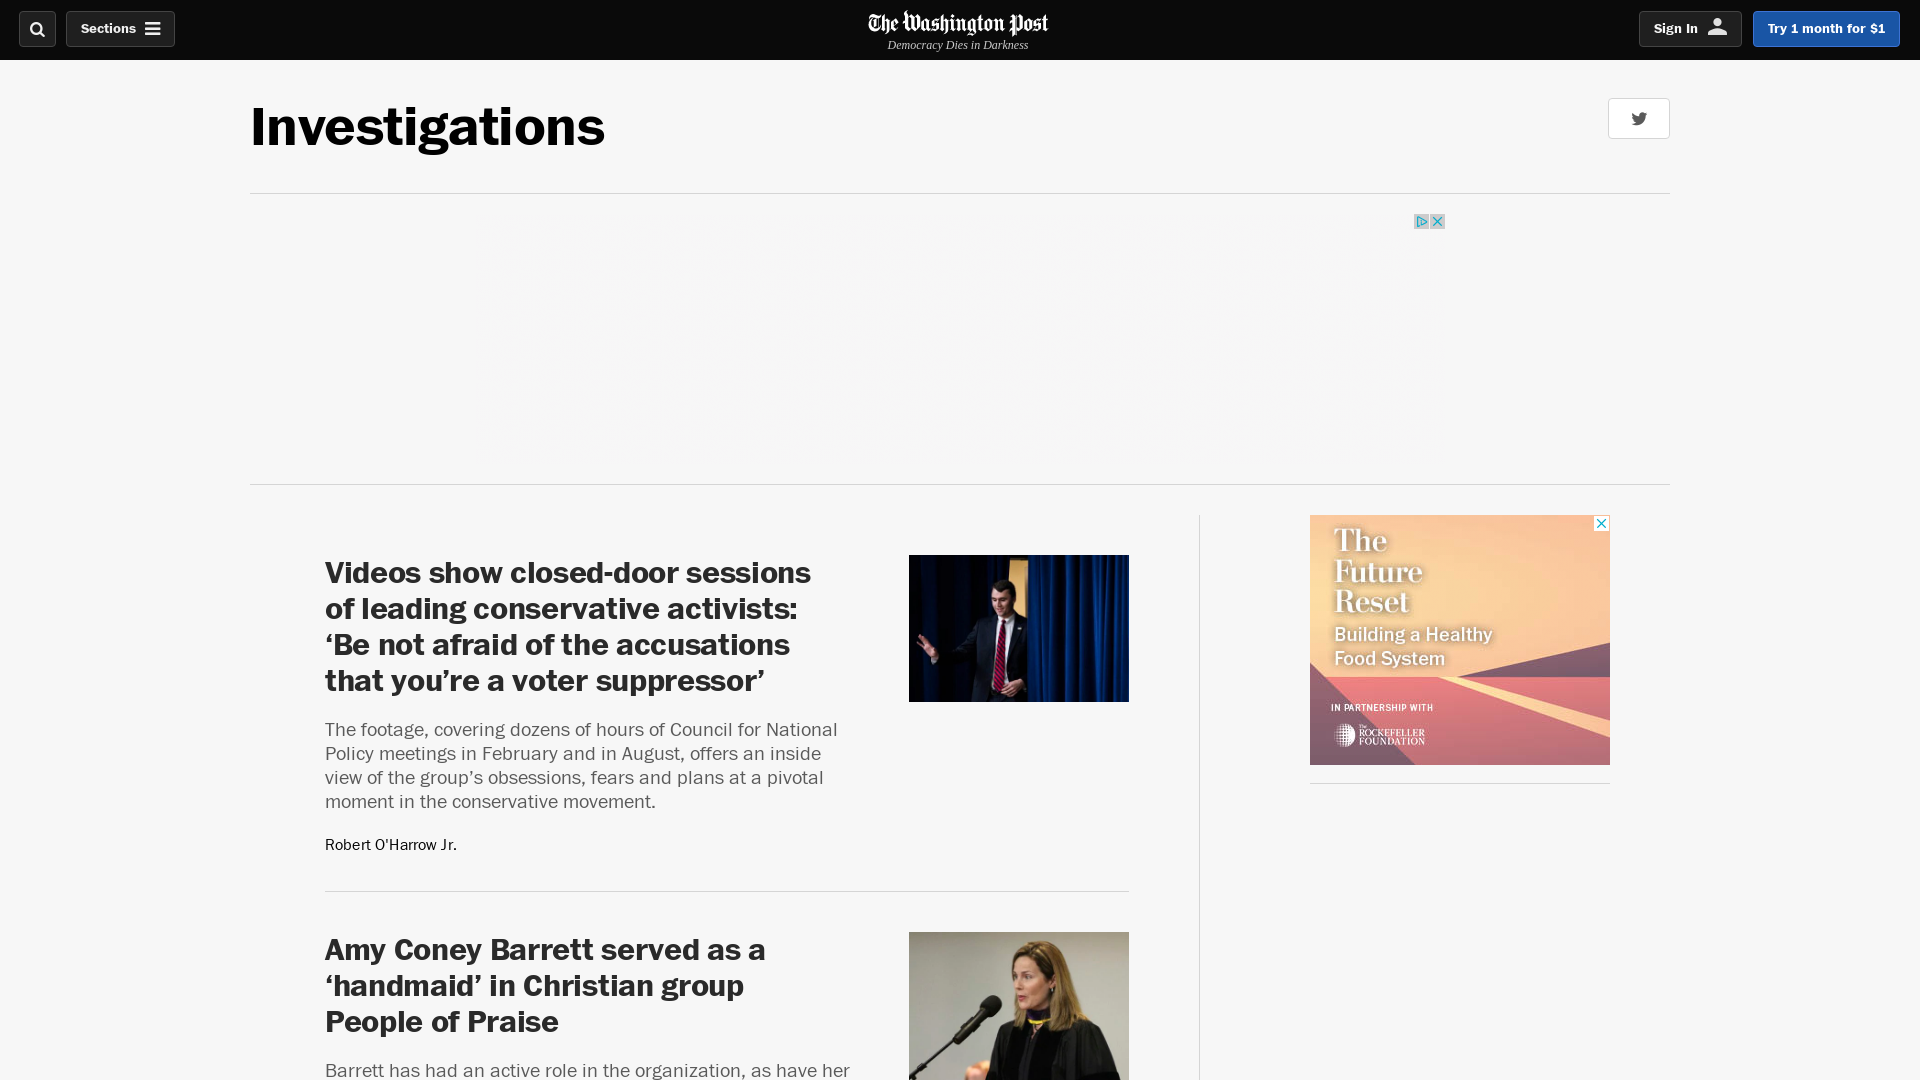 Sections
The Washington Post
Democracy Dies in Darkness
Sign In
Try 1 month for $1
Investigations
Videos show closed-door sessions
of leading conservative activists:
‘Be not afraid of the accusations
that you’re a voter suppressor’
The footage, covering dozens of hours of Council for National
Policy meetings in February and in August, offers an inside
view of the group’s obsessions, fears and plans at a pivotal
moment in the conservative movement.
Robert O'Harrow Jr.
The
Future
Reset
Building a Healthy
Food System
IN PARTNERSHIP WITH
The
ROCKEFELLER
FOUNDATION
Amy Coney Barrett served as a
‘handmaid’ in Christian group
People of Praise
Barrett has had an active role in the organization, as have her